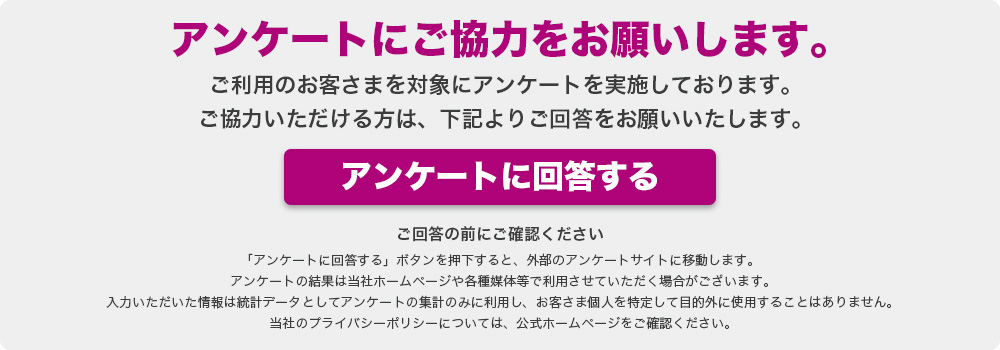 アンケートにご協力をお願いします。
ご利用のお客さまを対象にアンケートを実施しております。
ご協力いただける方は、下記よりご回答をお願いいたします。
アンケートに回答する
ご回答の前にご確認ください
「アンケートに回答する」ボタンを押下すると、外部のアンケートサイトに移動します。
アンケートの結果は当社ホームページや各種媒体等で利用させていただく場合がございます。
入力いただいた情報は統計データとしてアンケートの集計のみに利用し、お客さま個人を特定して目的外に使用することはありません。
当社のプライバシーポリシーについては、公式ホームページをご確認ください。